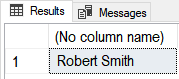 Results Messages
(No column name)
1 Robert Smith